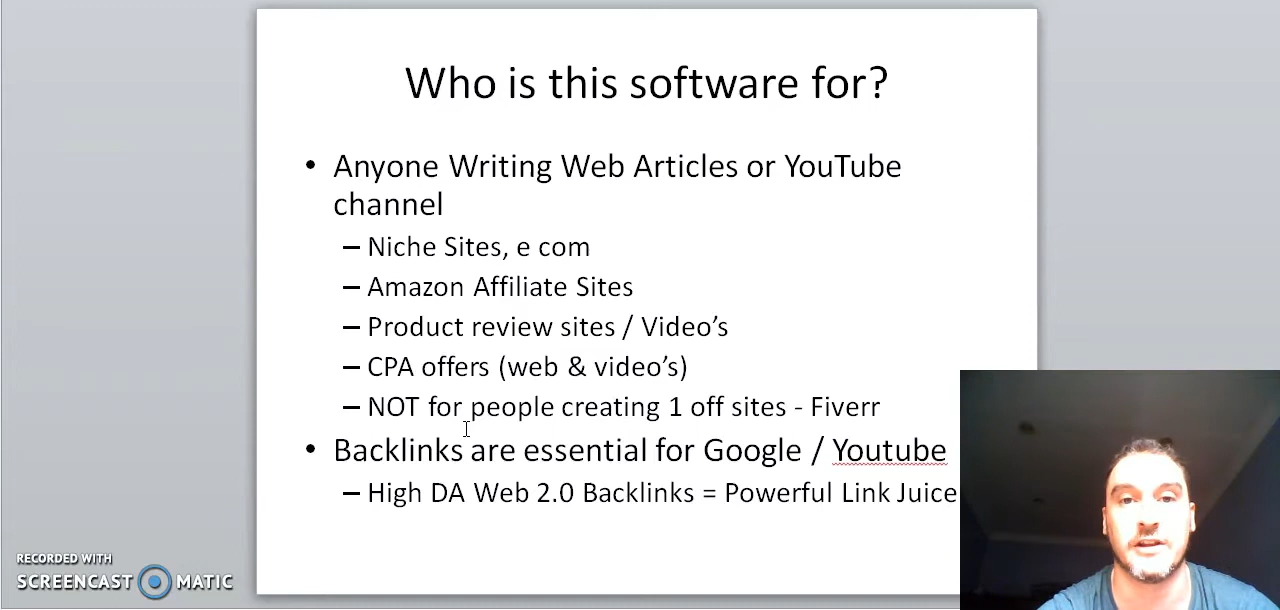 Who is this software for?
• Anyone Writing Web Articles or YouTube
channel
– Niche Sites, e com
– Amazon Affiliate Sites
– Product review sites / Video’s
– CPA offers (web & video’s)
– NOT for people creating 1 off sites - Fiverr
• Backlinks are essential for Google / Youtube
– High DA Web 2.0 Backlinks = Powerful Link Juice
RECORDED WITH
SCREENCAST MATIC